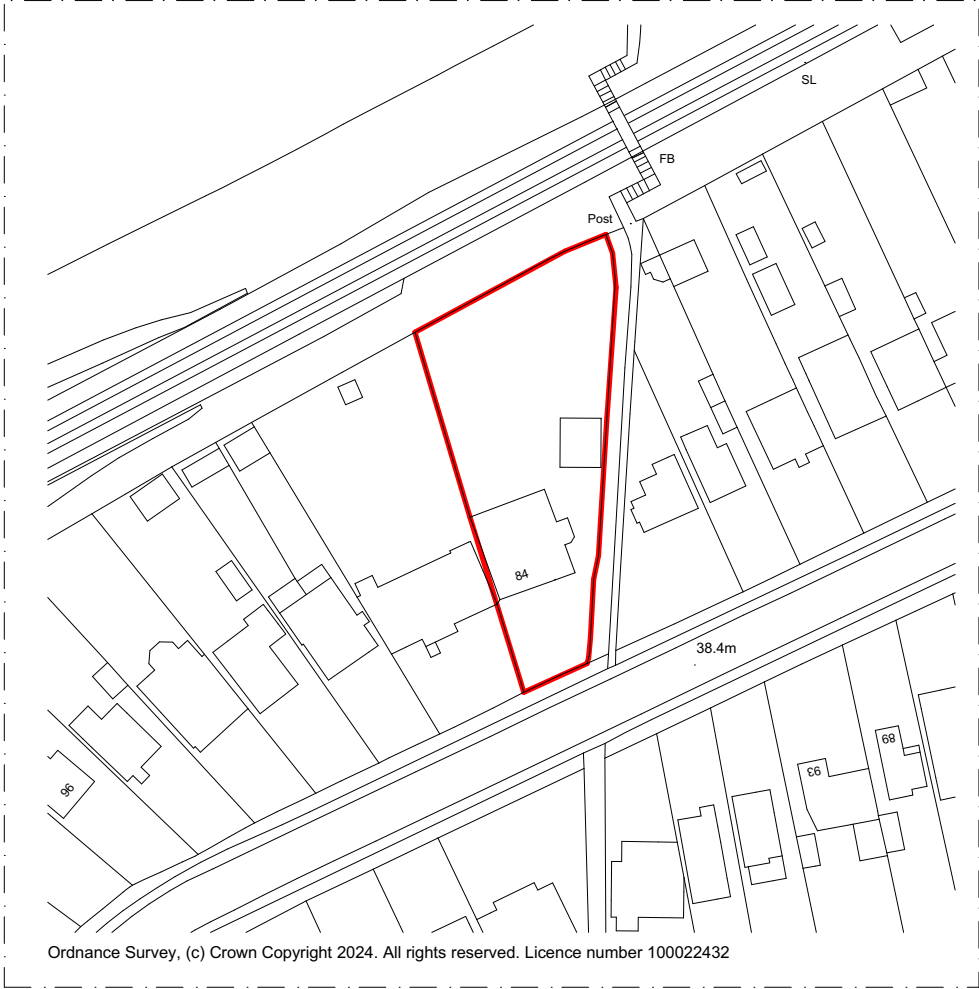 SL
FB
Post
84
38.4m
89
93
96
Ordnance Survey, (c) Crown Copyright 2024. All rights reserved. Licence number 100022432